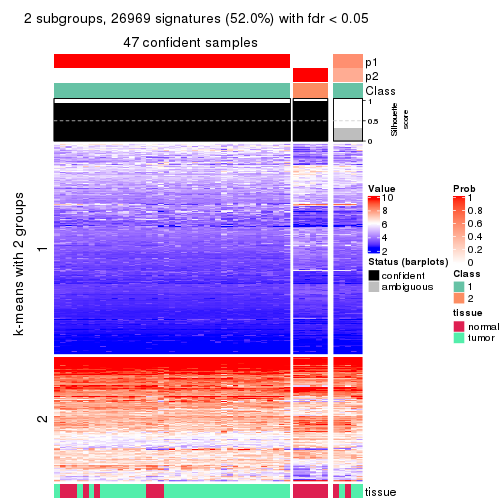 2 subgroups, 26969 signatures (52.0%) with fdr < 0.05
47 confident samples
p1
p2
Class
1
0.5
0
Silhouette
score
k-means with 2 groups
1
2
tissue
Value
10
8
6
4
2
Status (barplots)
confident
ambiguous
Prob
1
0.8
0.6
0.4
0.2
0
Class
1
2
tissue
normal
tumor